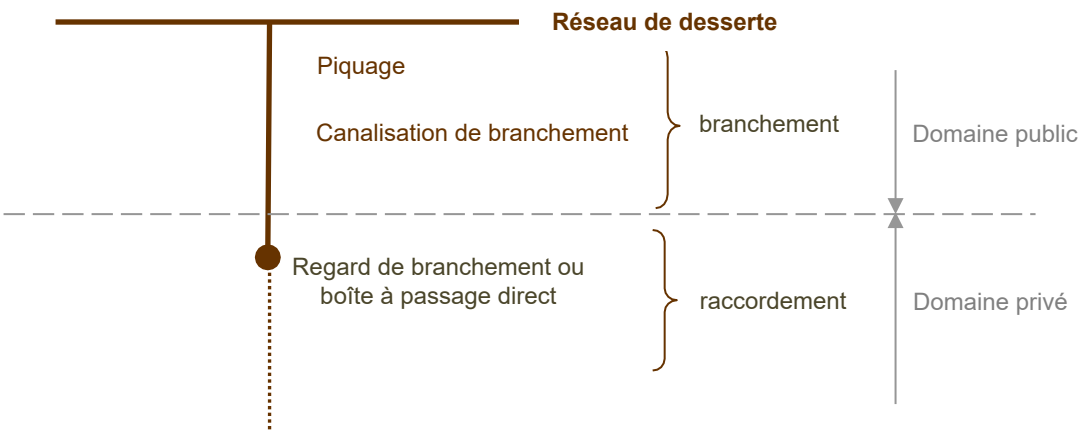 Réseau de desserte
Piquage
Canalisation de branchement
branchement
Domaine public
Regard de branchement ou
boîte à passage direct
raccordement
Domaine privé